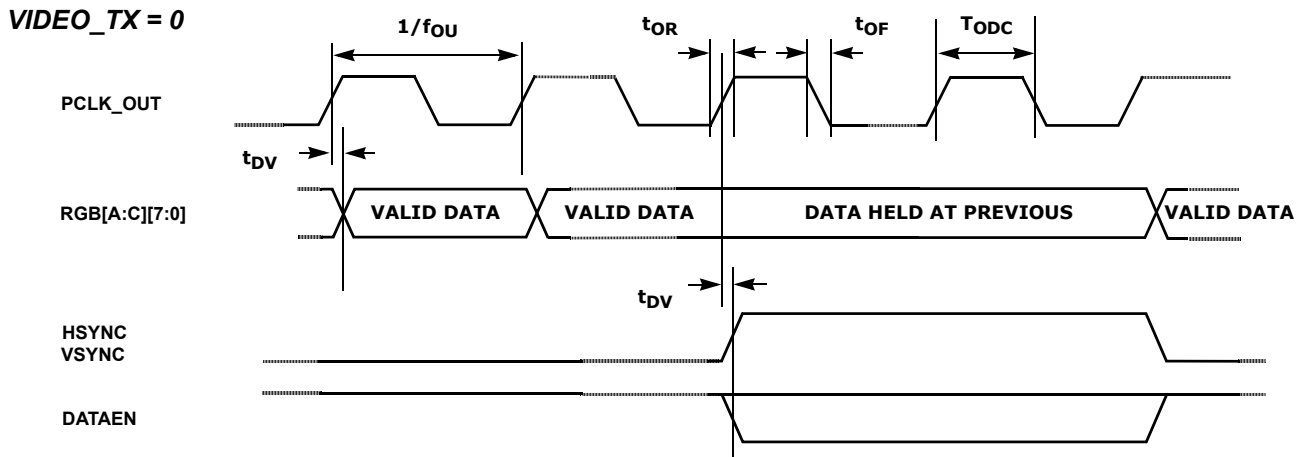 VIDEO_TX = 0
1/fOU
tOR
tOF
TODC
PCLK_OUT
tDV
RGB[A:C][7:0]
VALID DATA
VALID DATA
DATA HELD AT PREVIOUS
VALID DATA
tDV
HSYNC
VSYNC
DATAEN